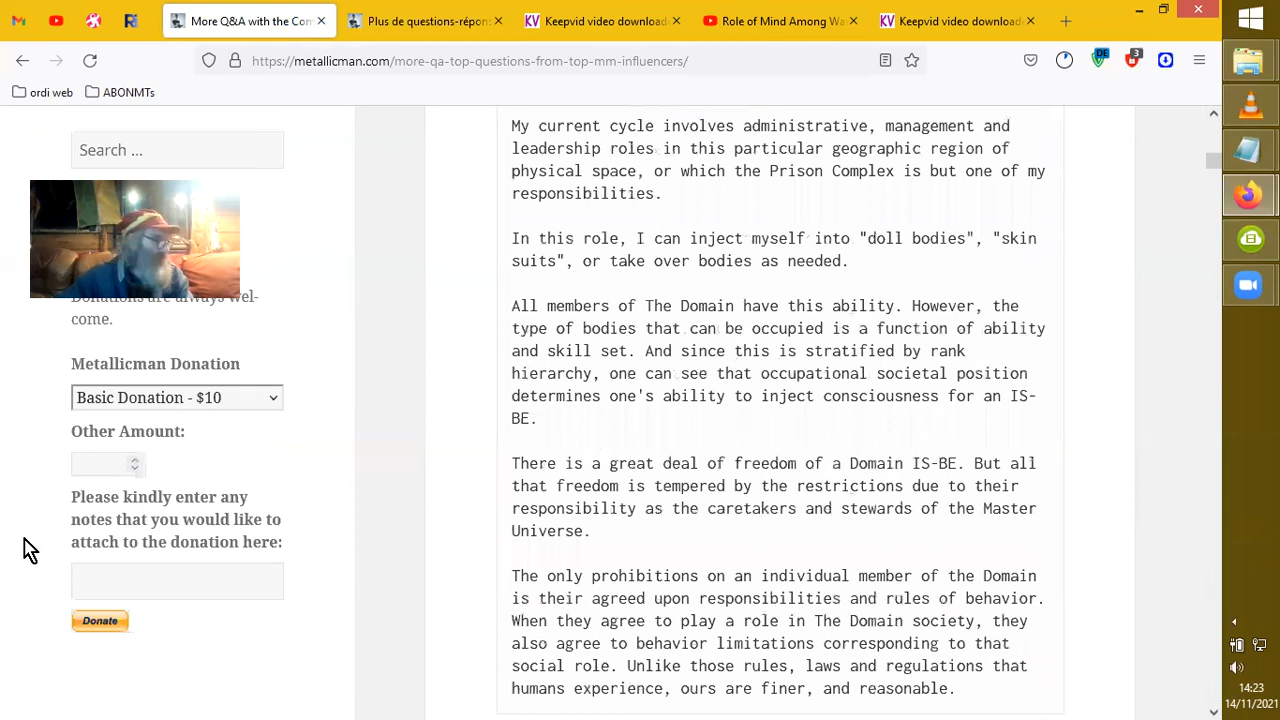 More Q&A with the Com
Plus de questions-répons
Keepvid video download
Role of Mind Among Wa
Keepvid video download
https://metallicman.com/ qa-top-questions-from-top-mm-influencers/
DE
3
ordi web
ABONMTs
Search ...
Donations are always wel-
come.
Metallicman Donation
Basic Donation - $10
Other Amount:
Please kindly enter any
notes that you would like to
attach to the donation here:
Donate
My current cycle involves administrative, management and
leadership roles in this particular geographic region of
physical space, or which the Prison Complex is but one of my
responsibilities.
In this role, I can inject myself into "doll bodies", "skin
suits", or take over bodies as needed.
All members of The Domain have this ability. However, the
type of bodies that can be occupied is a function of ability
and skill set. And since this is stratified by rank
hierarchy, one can see that occupational societal position
determines one's ability to inject consciousness for an IS-
BE.
There is a great deal of freedom of a Domain IS-BE. But all
that freedom is tempered by the restrictions due to their
responsibility as the caretakers and stewards of the Master
Universe.
The only prohibitions on an individual member of the Domain
is their agreed upon responsibilities and rules of behavior.
When they agree to play a role in The Domain society, they
also agree to behavior limitations corresponding to that
social role. Unlike those rules, laws and regulations that
humans experience, ours are finer, and reasonable.
14:23
14/11/2021